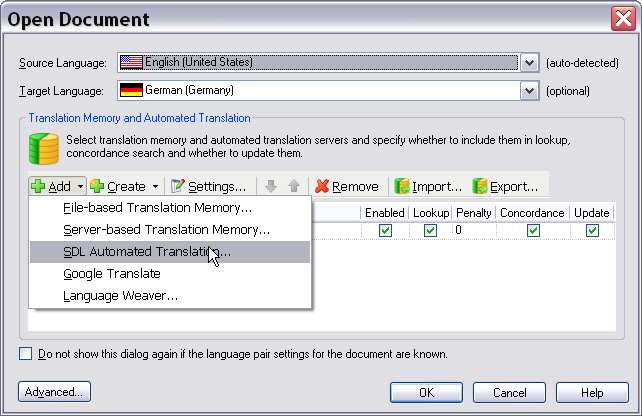 Open Document
Source Language: English (United States) (auto-detected)
Target Language: German (Germany) (optional)
Translation Memory and Automated Translation
Select translation memory and automated translation servers and specify whether to include them in lookup,
concordance search and whether to update them.
Add Create Settings... Remove Import... Export...
Enabled Lookup Penalty Concordance Update
0
File-based Translation Memory...
Server-based Translation Memory...
SDL Automated Translation...
Google Translate
Language Weaver...
Do not show this dialog again if the language pair settings for the document are known.
Advanced... OK Cancel Help